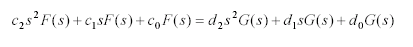 c₂s²F(s) + c₁sF(s) + c₀F(s) = d₂s²G(s) + d₁sG(s) + d₀G(s)